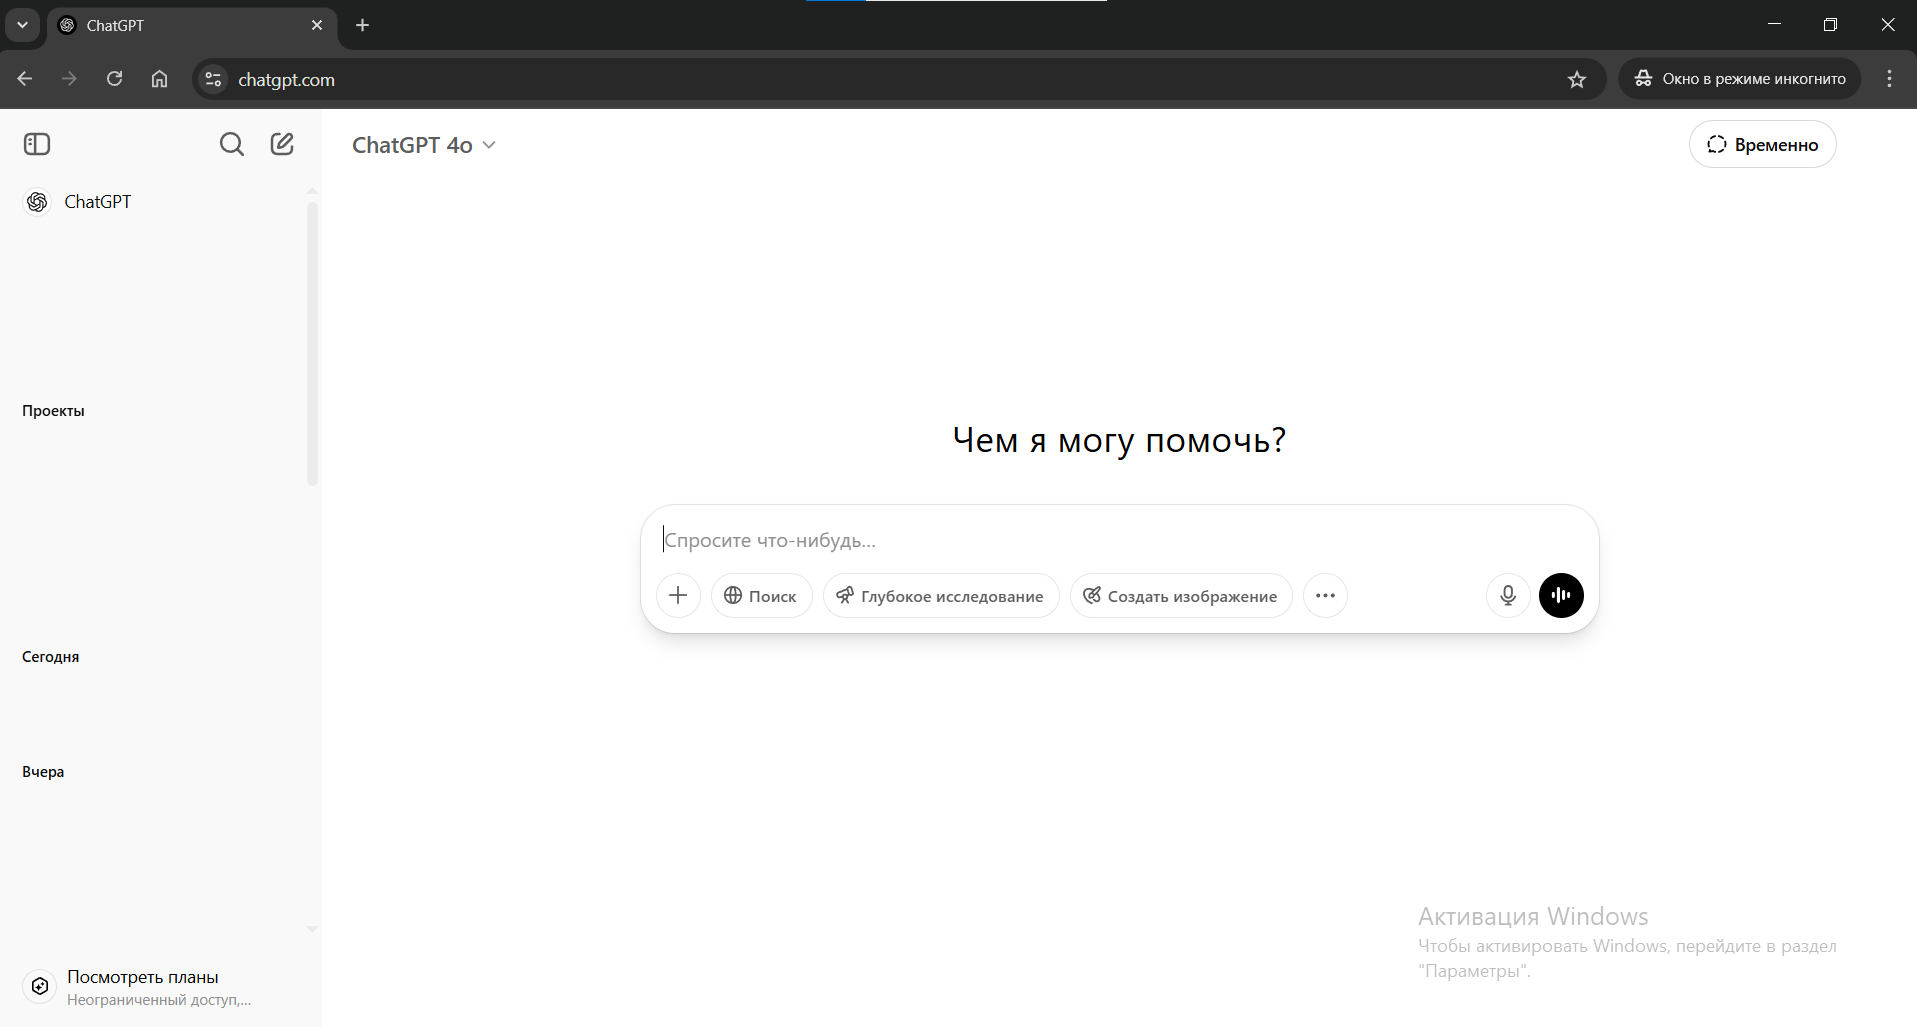 ChatGPT
chatgpt.com
Окно в режиме инкогнито
ChatGPT 4o
Временно
ChatGPT
Проекты
Сегодня
Вчера
Посмотреть планы
Неограниченный доступ,...
Чем я могу помочь?
Спросите что-нибудь...
Поиск
Глубокое исследование
Создать изображение
Активация Windows
Чтобы активировать Windows, перейдите в раздел
"Параметры".